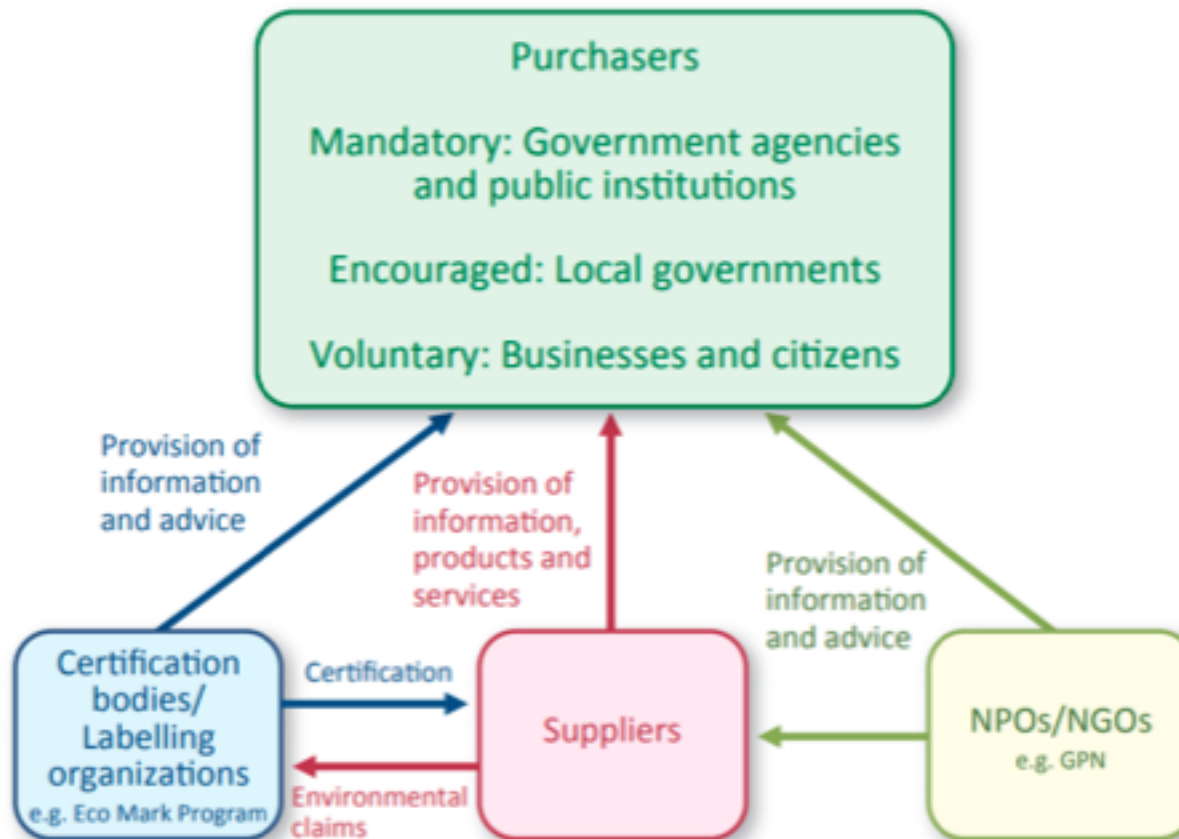 Purchasers
Mandatory: Government agencies
and public institutions
Encouraged: Local governments
Voluntary: Businesses and citizens
Provision of
information
and advice
Provision of
information,
products and
services
Provision of
information
and advice
Certification
bodies/
Labelling
organizations
e.g. Eco Mark Program
Certification
Environmental
claims
Suppliers
NPOs/NGOs
e.g. GPN